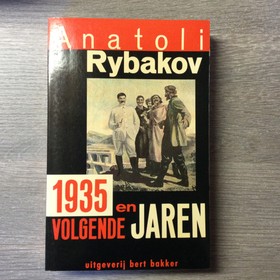 Anatoli
Rybakov
1935 en
VOLGENDE JAREN
uitgeverij bert bakker